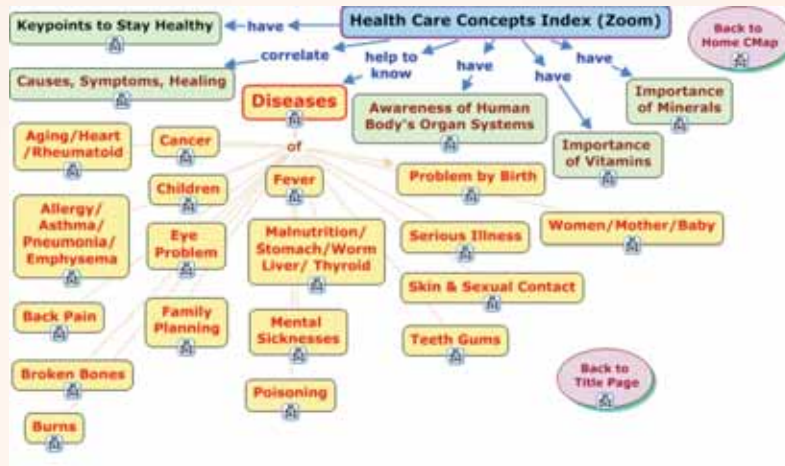 Health Care Concepts Index (Zoom)
Back to
Home CMap
Keypoints to Stay Healthy
have
correlate
help to
know
have
have
have
Causes, Symptoms, Healing
Diseases
Awareness of Human
Body's Organ Systems
Importance
of Vitamins
Importance
of Minerals
of
Aging/Heart
/Rheumatoid
Cancer
Children
Fever
Problem by Birth
Allergy/
Asthma/
Pneumonia/
Emphysema
Eye
Problem
Malnutrition/
Stomach/Worm
Liver/ Thyroid
Serious Illness
Women/Mother/Baby
Skin & Sexual Contact
Back Pain
Family
Planning
Mental
Sicknesses
Teeth Gums
Broken Bones
Poisoning
Burns
Back to
Title Page